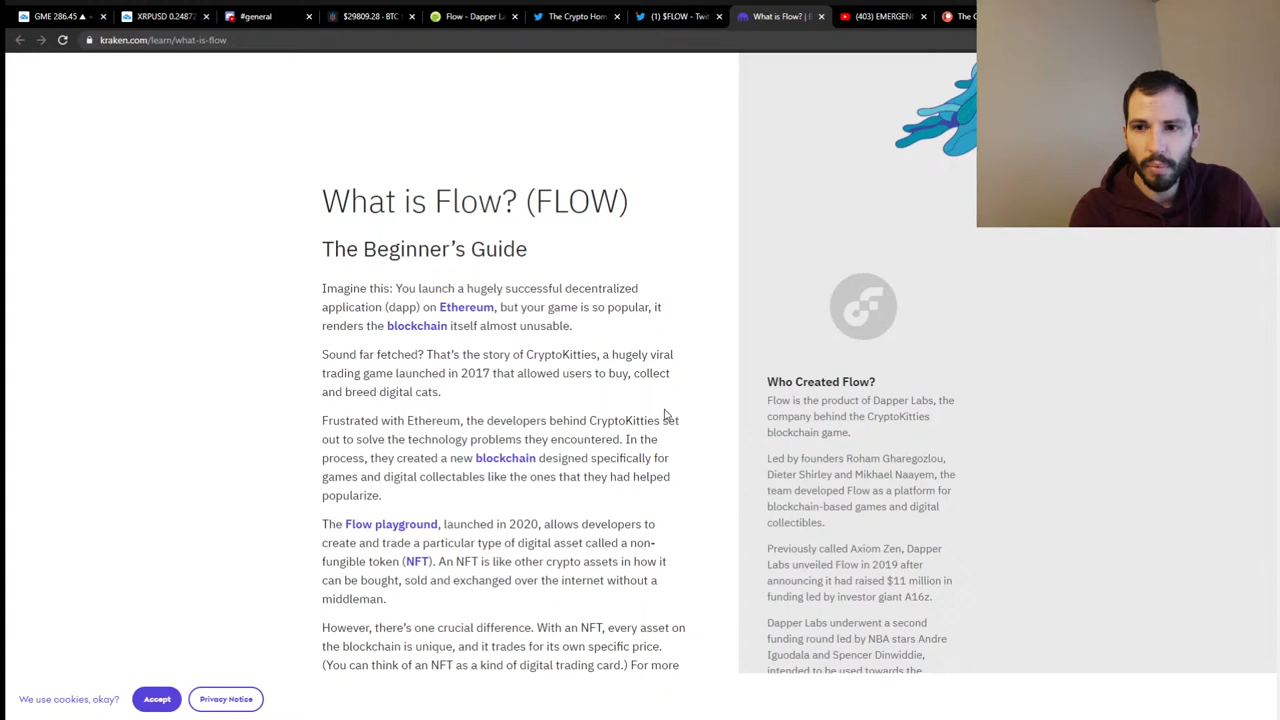 GME 286.45 ▲
XRPUSD 0.24872
#general
$29809.28 - BTC
Flow - Dapper La
The Crypto Hom
(1) $FLOW - Twit
What is Flow? |
(403) EMERGEN
The C
kraken.com/learn/what-is-flow
What is Flow? (FLOW)
The Beginner's Guide
Imagine this: You launch a hugely successful decentralized
application (dapp) on Ethereum, but your game is so popular, it
renders the blockchain itself almost unusable.
Sound far fetched? That's the story of CryptoKitties, a hugely viral
trading game launched in 2017 that allowed users to buy, collect
and breed digital cats.
Frustrated with Ethereum, the developers behind CryptoKitties set
out to solve the technology problems they encountered. In the
process, they created a new blockchain designed specifically for
games and digital collectables like the ones that they had helped
popularize.
The Flow playground, launched in 2020, allows developers to
create and trade a particular type of digital asset called a non-
fungible token (NFT). An NFT is like other crypto assets in how it
can be bought, sold and exchanged over the internet without a
middleman.
However, there's one crucial difference. With an NFT, every asset on
the blockchain is unique, and it trades for its own specific price.
(You can think of an NFT as a kind of digital trading card.) For more
Who Created Flow?
Flow is the product of Dapper Labs, the
company behind the CryptoKitties
blockchain game.
Led by founders Roham Gharegozlou,
Dieter Shirley and Mikhael Naayem, the
team developed Flow as a platform for
blockchain-based games and digital
collectibles.
Previously called Axiom Zen, Dapper
Labs unveiled Flow in 2019 after
announcing it had raised $11 million in
funding led by investor giant A16z.
Dapper Labs underwent a second
funding round led by NBA stars Andre
Iguodala and Spencer Dinwiddie,
intended to be used towards the
We use cookies, okay?
Accept
Privacy Notice